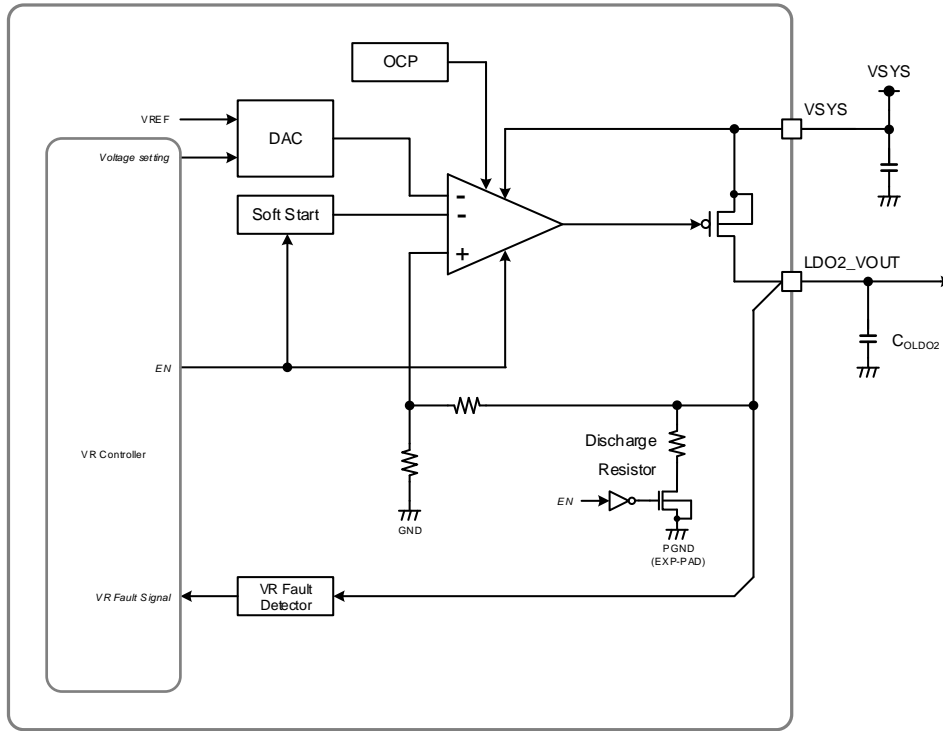 OCP
VSYS
VSYS
VREF
DAC
Voltage setting
Soft Start
-
-
+
LDO2_VOUT
COLDO2
EN
Discharge
Resistor
VR Controller
EN
GND
PGND
(EXP-PAD)
VR Fault Signal
VR Fault
Detector